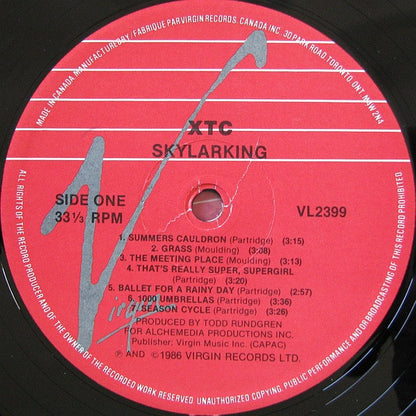 MADE IN CANADA. MANUFACTURED BY / FABRIQUÉ PAR VIRGIN RECORDS. CANADA INC. 30 PARK ROAD, TORONTO, ONT. M4W 2N4
XTC
SKYLARKING
SIDE ONE
33⅓ RPM
VL2399
1. SUMMERS CAULDRON (Partridge) (3:15)
2. GRASS (Moulding) (3:08)
3. THE MEETING PLACE (Moulding) (3:13)
4. THAT'S REALLY SUPER, SUPERGIRL
(Partridge) (3:20)
5. BALLET FOR A RAINY DAY (Partridge) (2:57)
6. 1000 UMBRELLAS (Partridge) (3:36)
7. SEASON CYCLE (Partridge) (3:26)
Virgin
PRODUCED BY TODD RUNDGREN
FOR ALCHEMEDIA PRODUCTIONS INC.
Publisher: Virgin Music Inc. (CAPAC)
Ⓟ AND © 1986 VIRGIN RECORDS LTD.
ALL RIGHTS OF THE RECORD PRODUCER AND OF THE OWNER OF THE RECORDED WORK RESERVED. UNAUTHORIZED COPYING, PUBLIC PERFORMANCE AND/OR BROADCASTING OF THIS RECORD PROHIBITED.